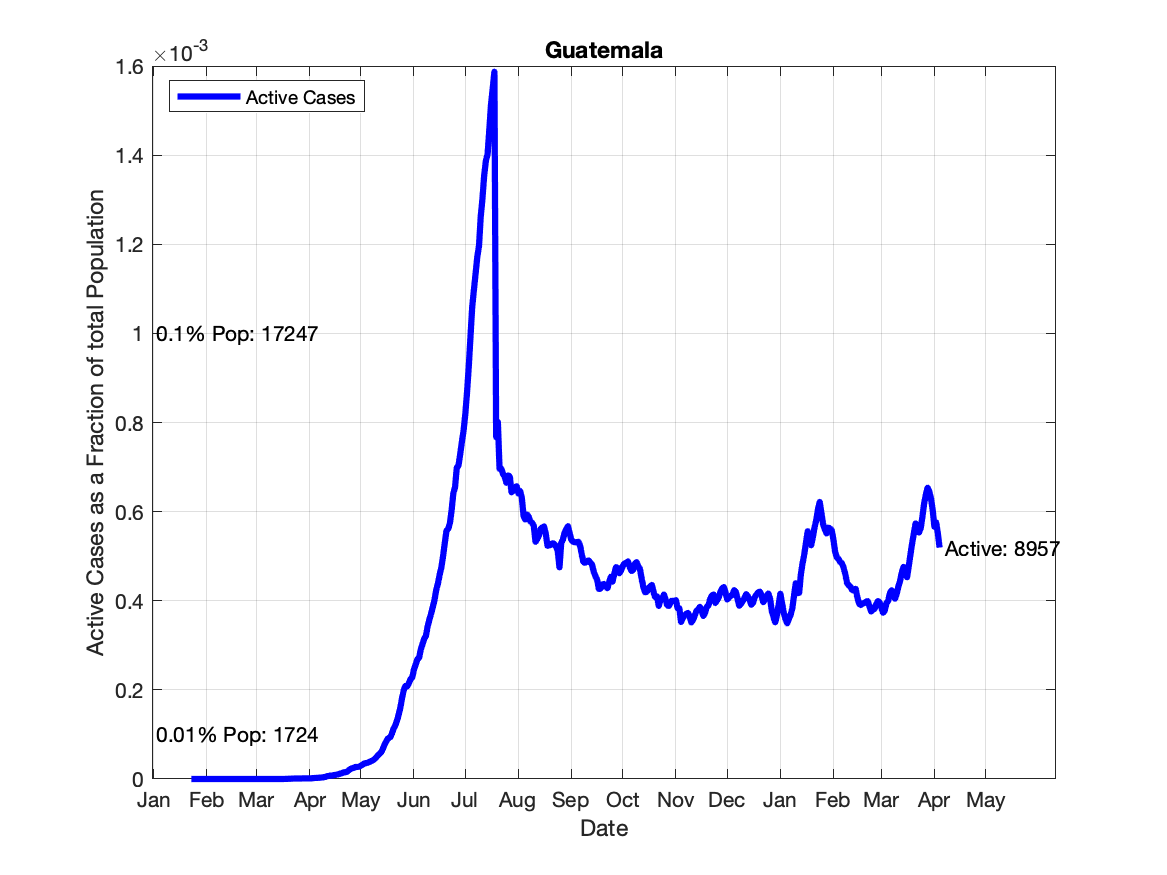 Guatemala
×10-3
1.6
1.4
1.2
1
0.8
0.6
0.4
0.2
0
Active Cases as a Fraction of total Population
Active Cases
0.1% Pop: 17247
0.01% Pop: 1724
Active: 8957
Jan Feb Mar Apr May Jun Jul Aug Sep Oct Nov Dec Jan Feb Mar Apr May
Date